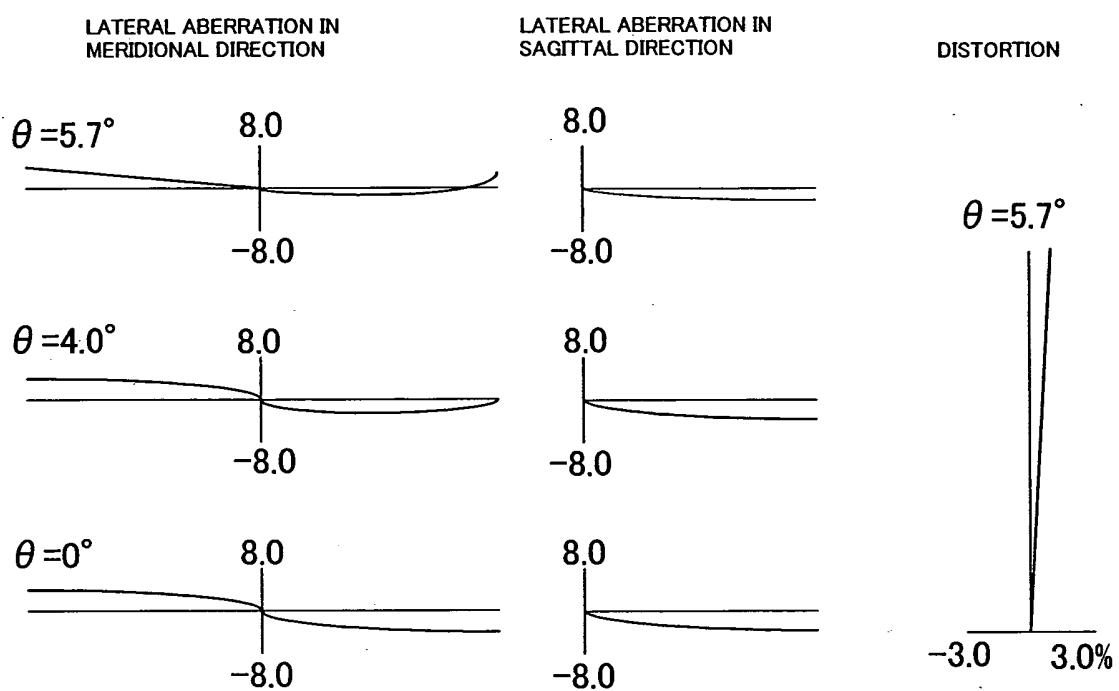 LATERAL ABERRATION IN
MERIDIONAL DIRECTION
LATERAL ABERRATION IN
SAGITTAL DIRECTION
DISTORTION
θ=5.7°
8.0
−8.0
8.0
−8.0
θ=4.0°
8.0
−8.0
8.0
−8.0
θ=0°
8.0
−8.0
8.0
−8.0
θ=5.7°
−3.0
3.0%